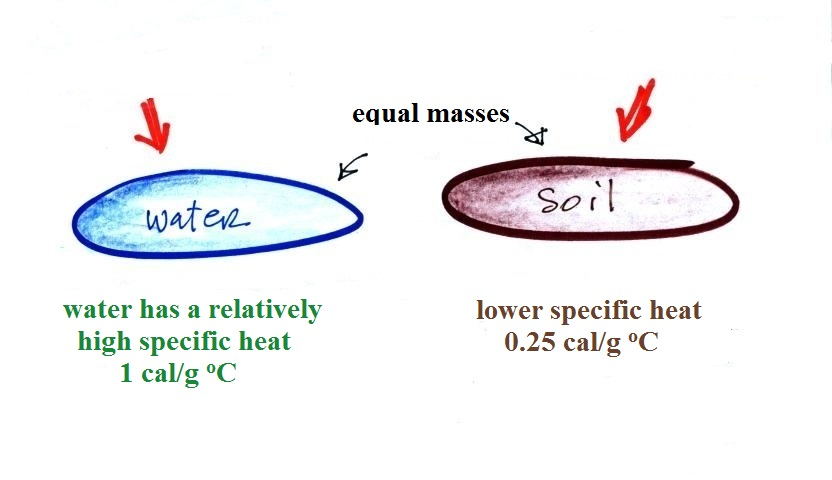 equal masses
water
soil
water has a relatively
high specific heat
1 cal/g ºC
lower specific heat
0.25 cal/g ºC